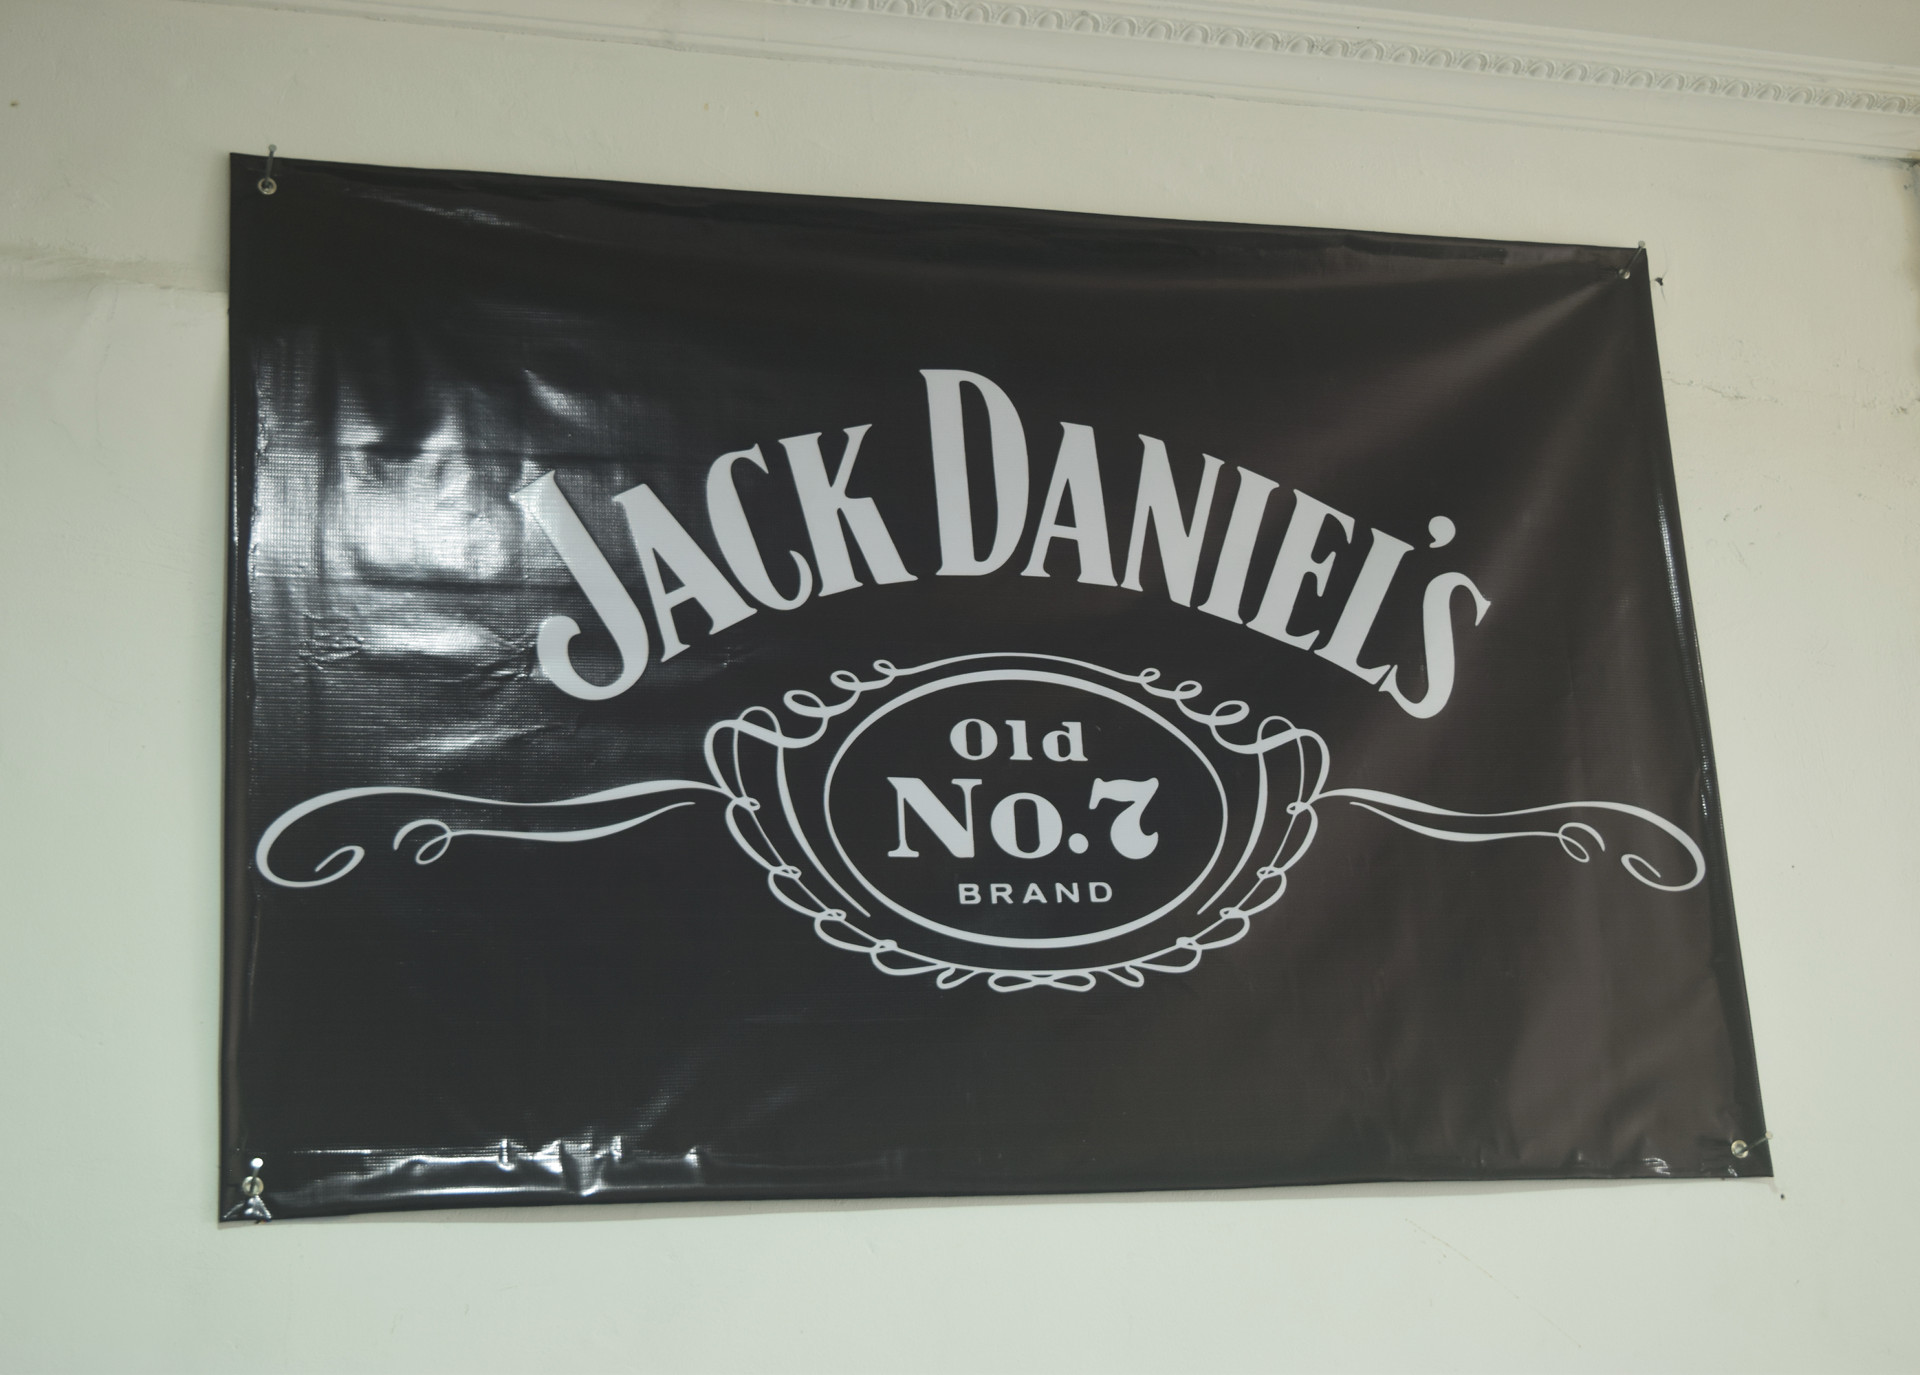 JACK DANIEL'S
Old
No.7
BRAND